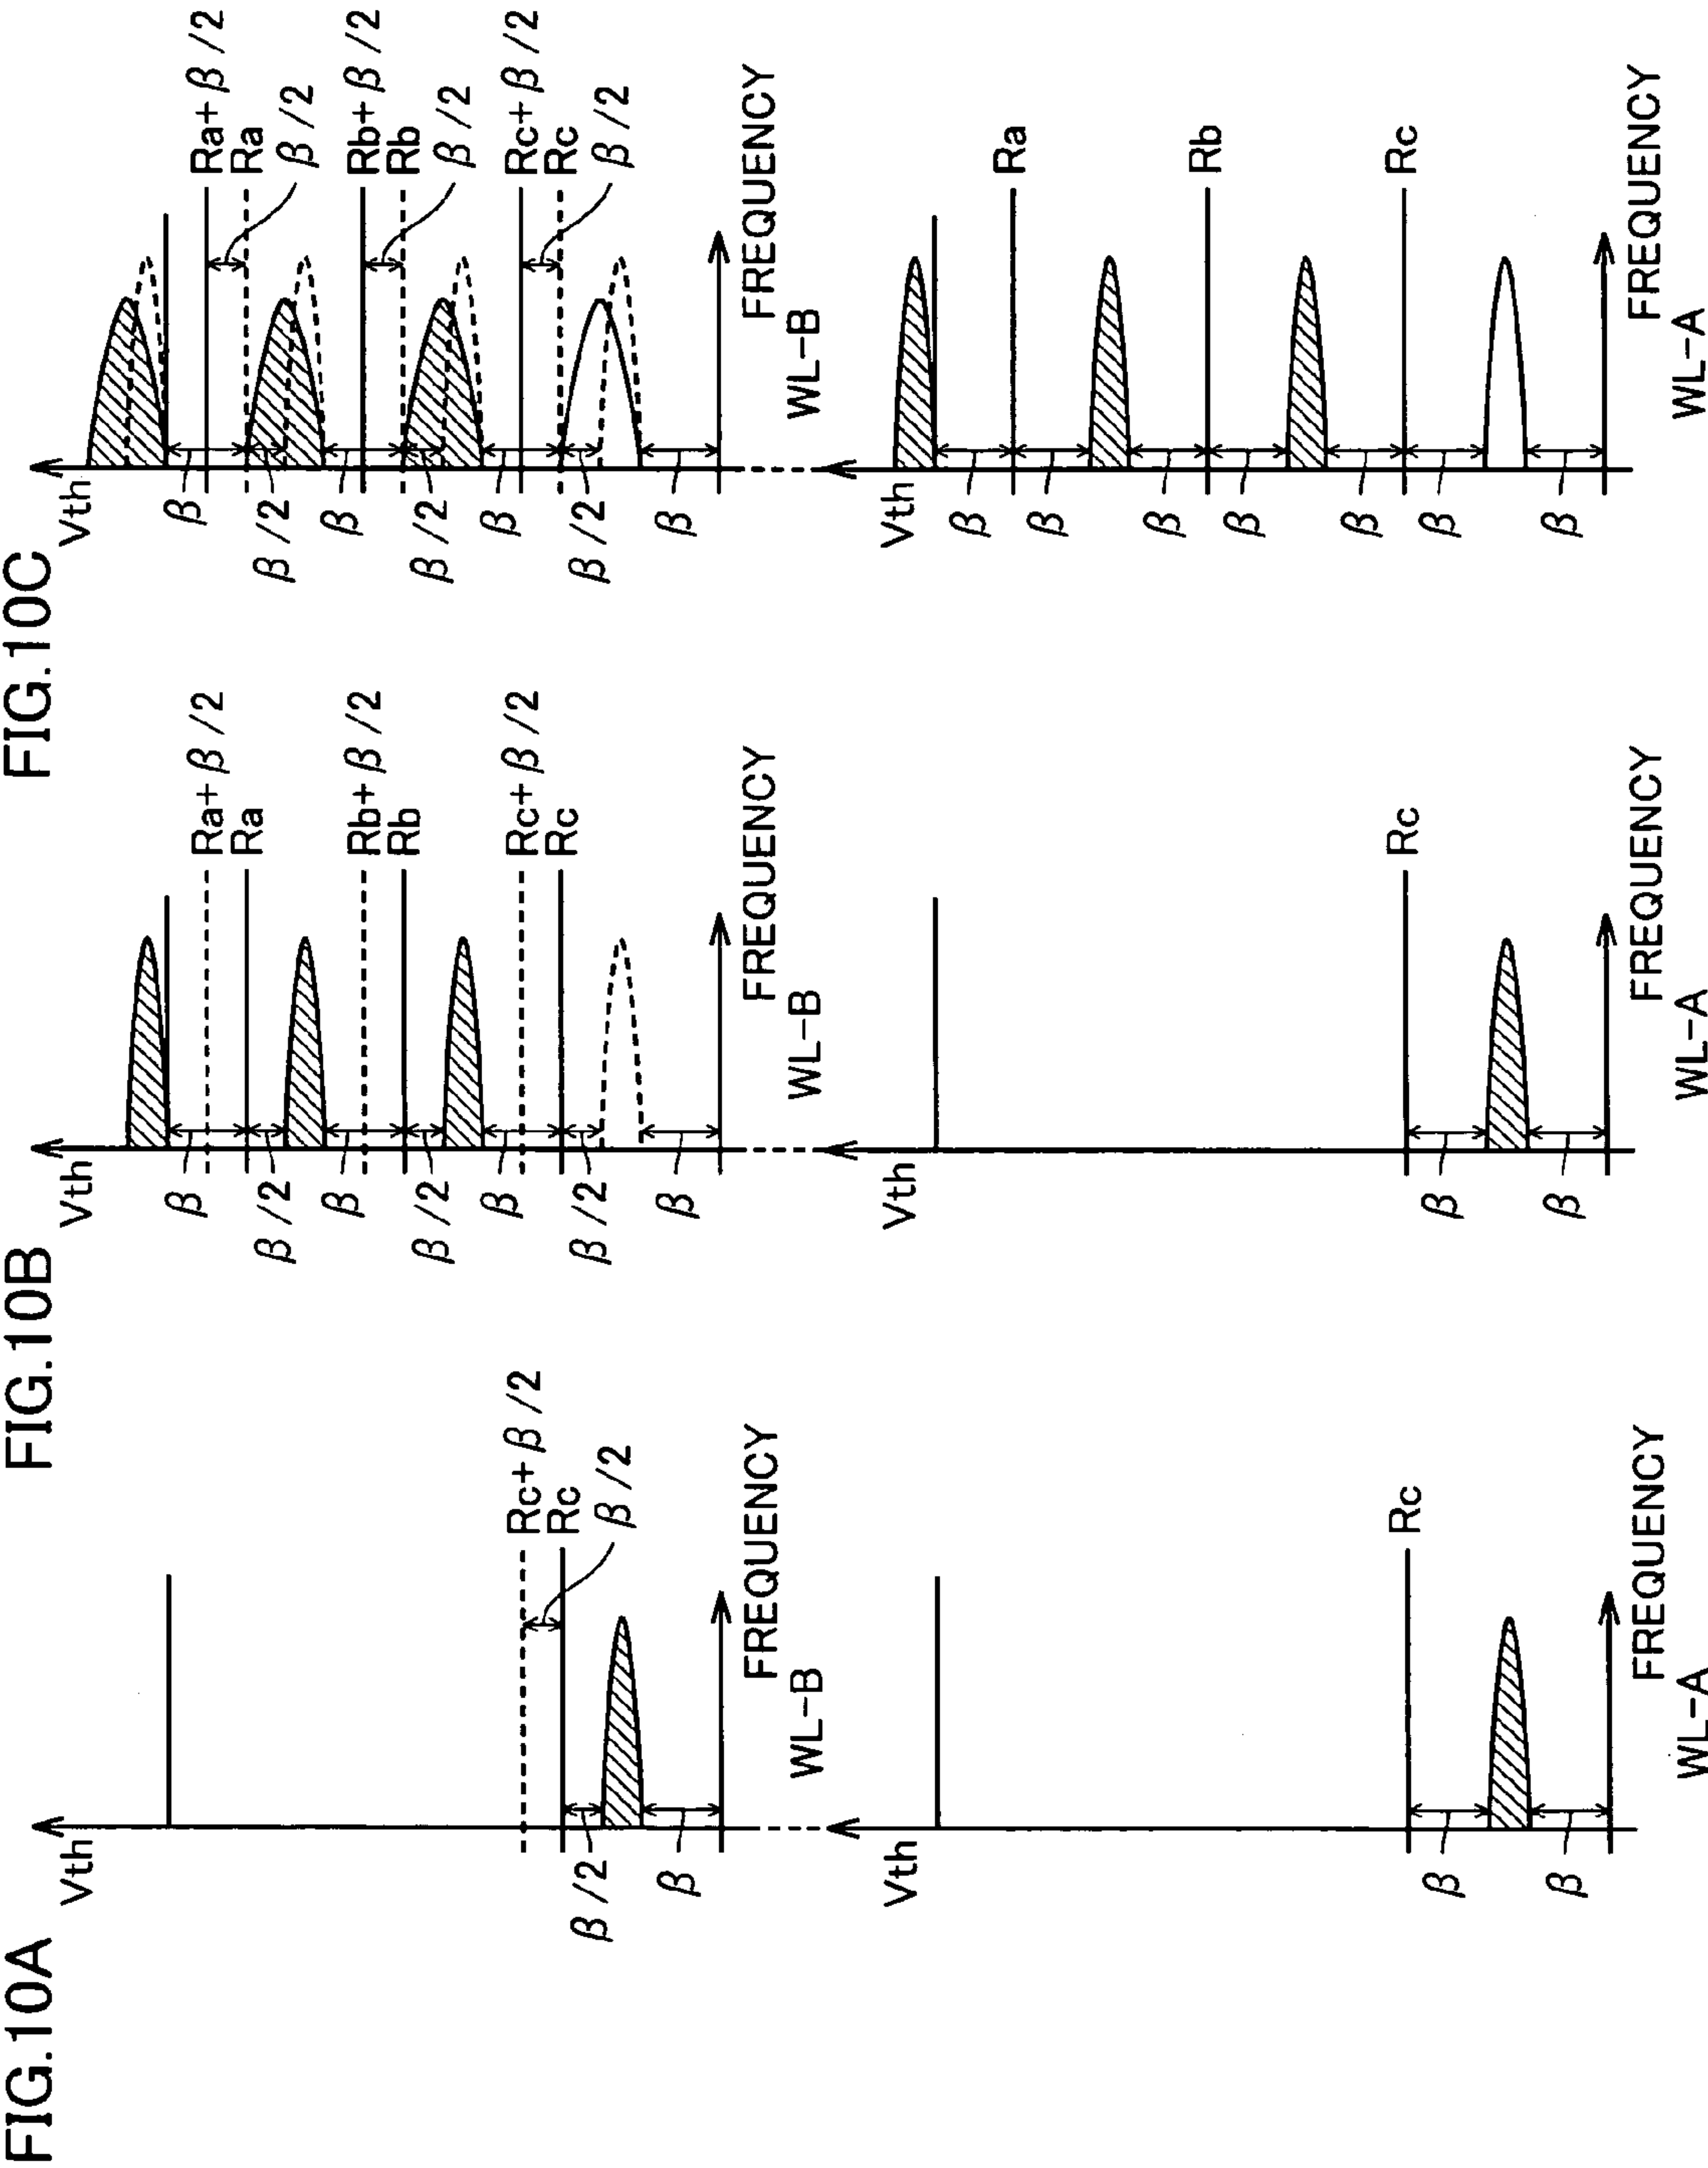 FIG.10A
Vth
Rc+β/2
Rc
β/2
β/2
β
FREQUENCY
WL-B
Vth
Rc
β
β
FREQUENCY
WL-A
FIG.10B
Vth
Ra+β/2
Ra
Rb+β/2
Rb
Rc+β/2
Rc
β
β/2
β
β/2
β
β/2
β
FREQUENCY
WL-B
Vth
Rc
β
β
FREQUENCY
WL-A
FIG.10C
Vth
Ra+β/2
Ra
β/2
Rb+β/2
Rb
β/2
Rc+β/2
Rc
β/2
β
β/2
β
β/2
β
β/2
β
FREQUENCY
WL-B
Vth
Ra
Rb
Rc
β
β
β
β
β
β
β
FREQUENCY
WL-A